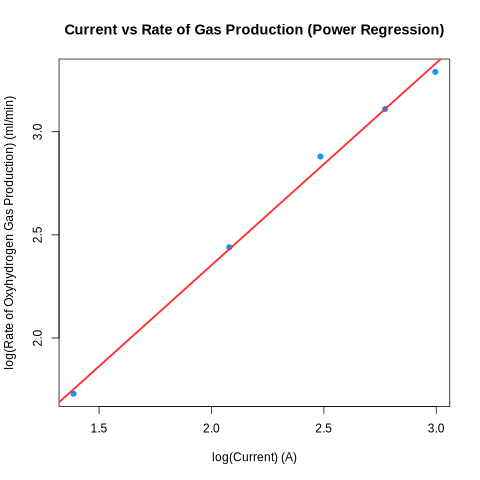 Current vs Rate of Gas Production (Power Regression)
log(Rate of Oxyhydrogen Gas Production) (ml/min)
3.0
2.5
2.0
1.5
2.0
2.5
3.0
log(Current) (A)